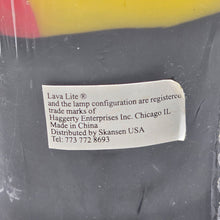 Lava Lite ®
and the lamp configuration are registered
trade marks of
Haggerty Enterprises Inc. Chicago IL
Made in China
Distributed by Skansen USA
Tel: 773 772 8693